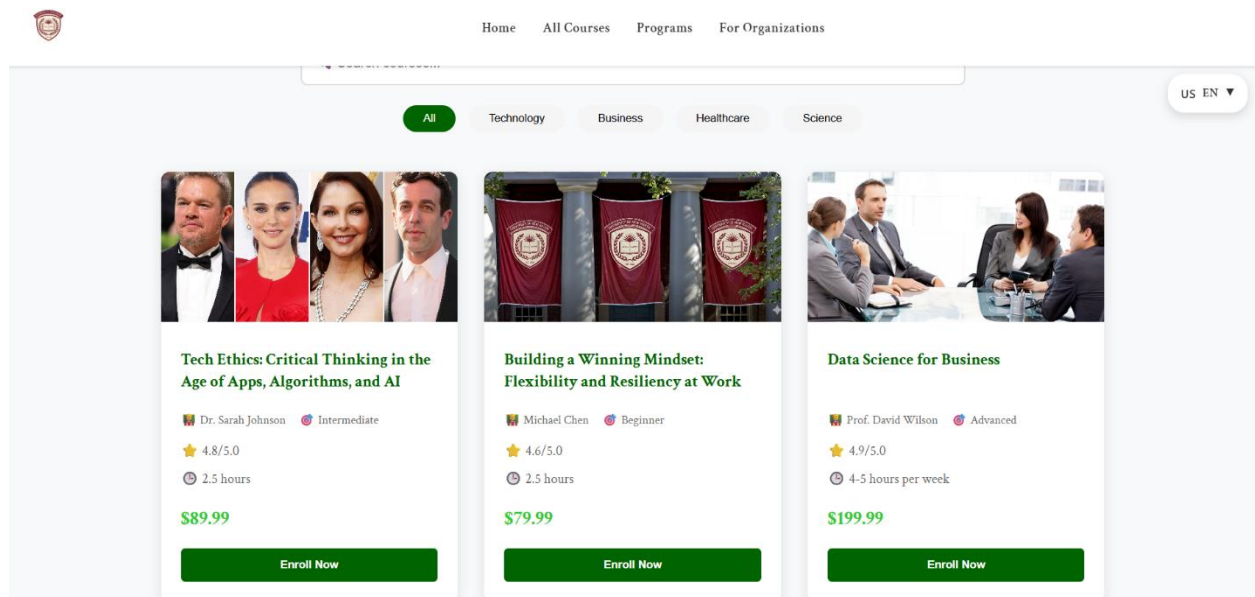 Home All Courses Programs For Organizations
US EN ▼
All Technology Business Healthcare Science
Tech Ethics: Critical Thinking in the
Age of Apps, Algorithms, and AI
Dr. Sarah Johnson Intermediate
4.8/5.0
2.5 hours
$89.99
Enroll Now
Building a Winning Mindset:
Flexibility and Resiliency at Work
Michael Chen Beginner
4.6/5.0
2.5 hours
$79.99
Enroll Now
Data Science for Business
Prof. David Wilson Advanced
4.9/5.0
4-5 hours per week
$199.99
Enroll Now